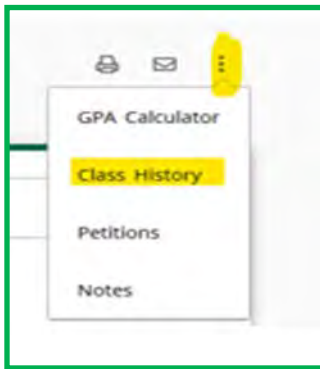 GPA Calculator
Class History
Petitions
Notes